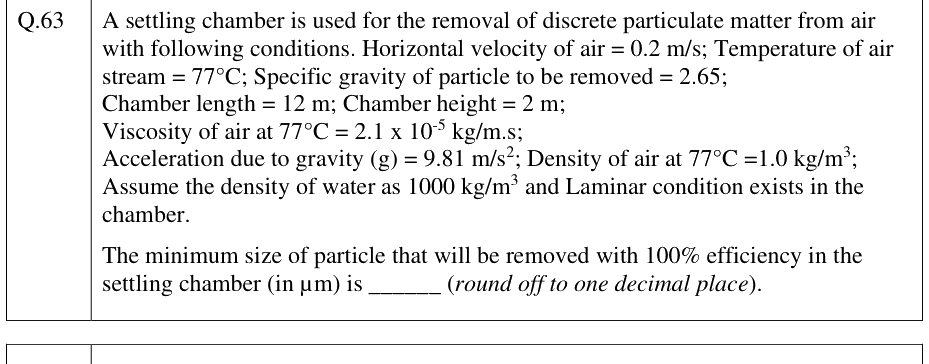 Q.63 A settling chamber is used for the removal of discrete particulate matter from air
with following conditions. Horizontal velocity of air = 0.2 m/s; Temperature of air
stream = 77°C; Specific gravity of particle to be removed = 2.65;
Chamber length = 12 m; Chamber height = 2 m;
Viscosity of air at 77°C = 2.1 x 10⁻⁵ kg/m.s;
Acceleration due to gravity (g) = 9.81 m/s²; Density of air at 77°C =1.0 kg/m³;
Assume the density of water as 1000 kg/m³ and Laminar condition exists in the
chamber.
The minimum size of particle that will be removed with 100% efficiency in the
settling chamber (in µm) is ______ (round off to one decimal place).